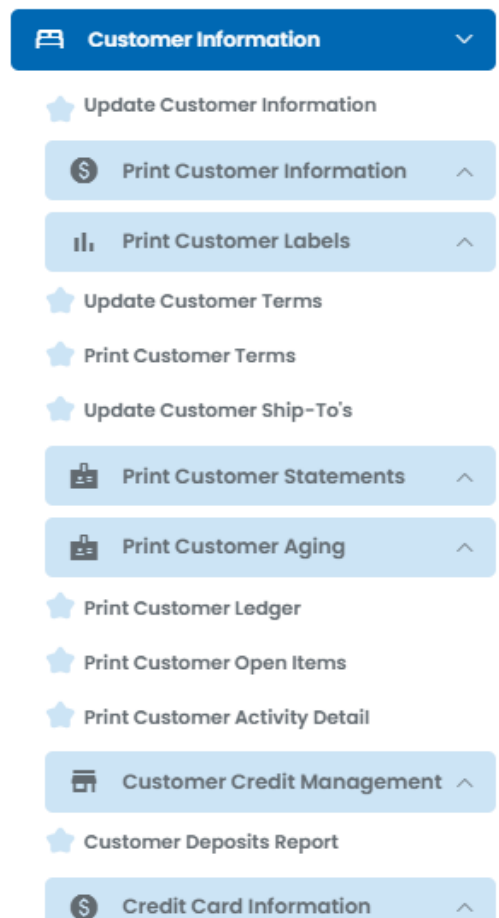 Customer Information
Update Customer Information
Print Customer Information
Print Customer Labels
Update Customer Terms
Print Customer Terms
Update Customer Ship-To's
Print Customer Statements
Print Customer Aging
Print Customer Ledger
Print Customer Open Items
Print Customer Activity Detail
Customer Credit Management
Customer Deposits Report
Credit Card Information